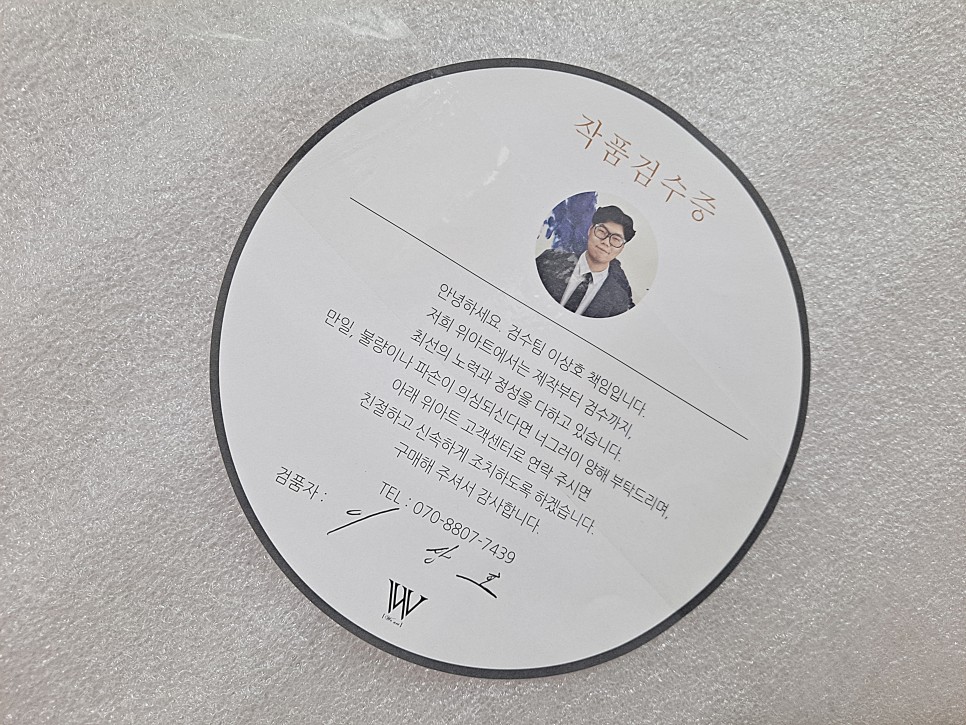 작품검수증
안녕하세요. 검수팀 이상호 책임입니다.
저희 위아트에서는 제작부터 검수까지,
최선의 노력과 정성을 다하고 있습니다.
만일, 불량이나 파손이 의심되신다면 너그러이 양해 부탁드리며,
아래 위아트 고객센터로 연락 주시면
친절하고 신속하게 조치하도록 하겠습니다.
구매해 주셔서 감사합니다.
TEL : 070-8807-7439
검품자 : 이 상 호
W